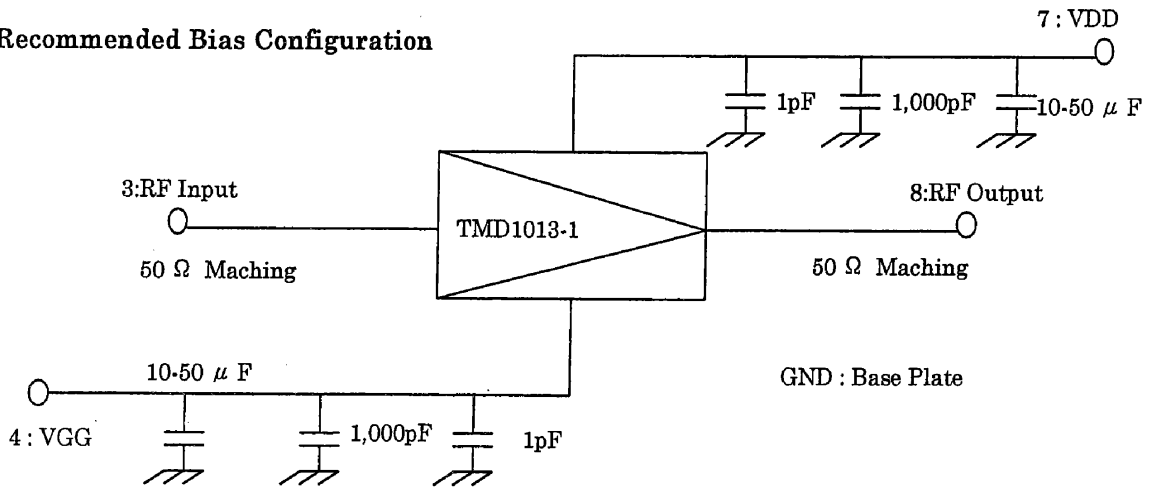 Recommended Bias Configuration
7 : VDD
1pF
1,000pF
10-50 μ F
3:RF Input
TMD1013-1
8:RF Output
50 Ω Maching
50 Ω Maching
10-50 μ F
GND : Base Plate
4 : VGG
1,000pF
1pF